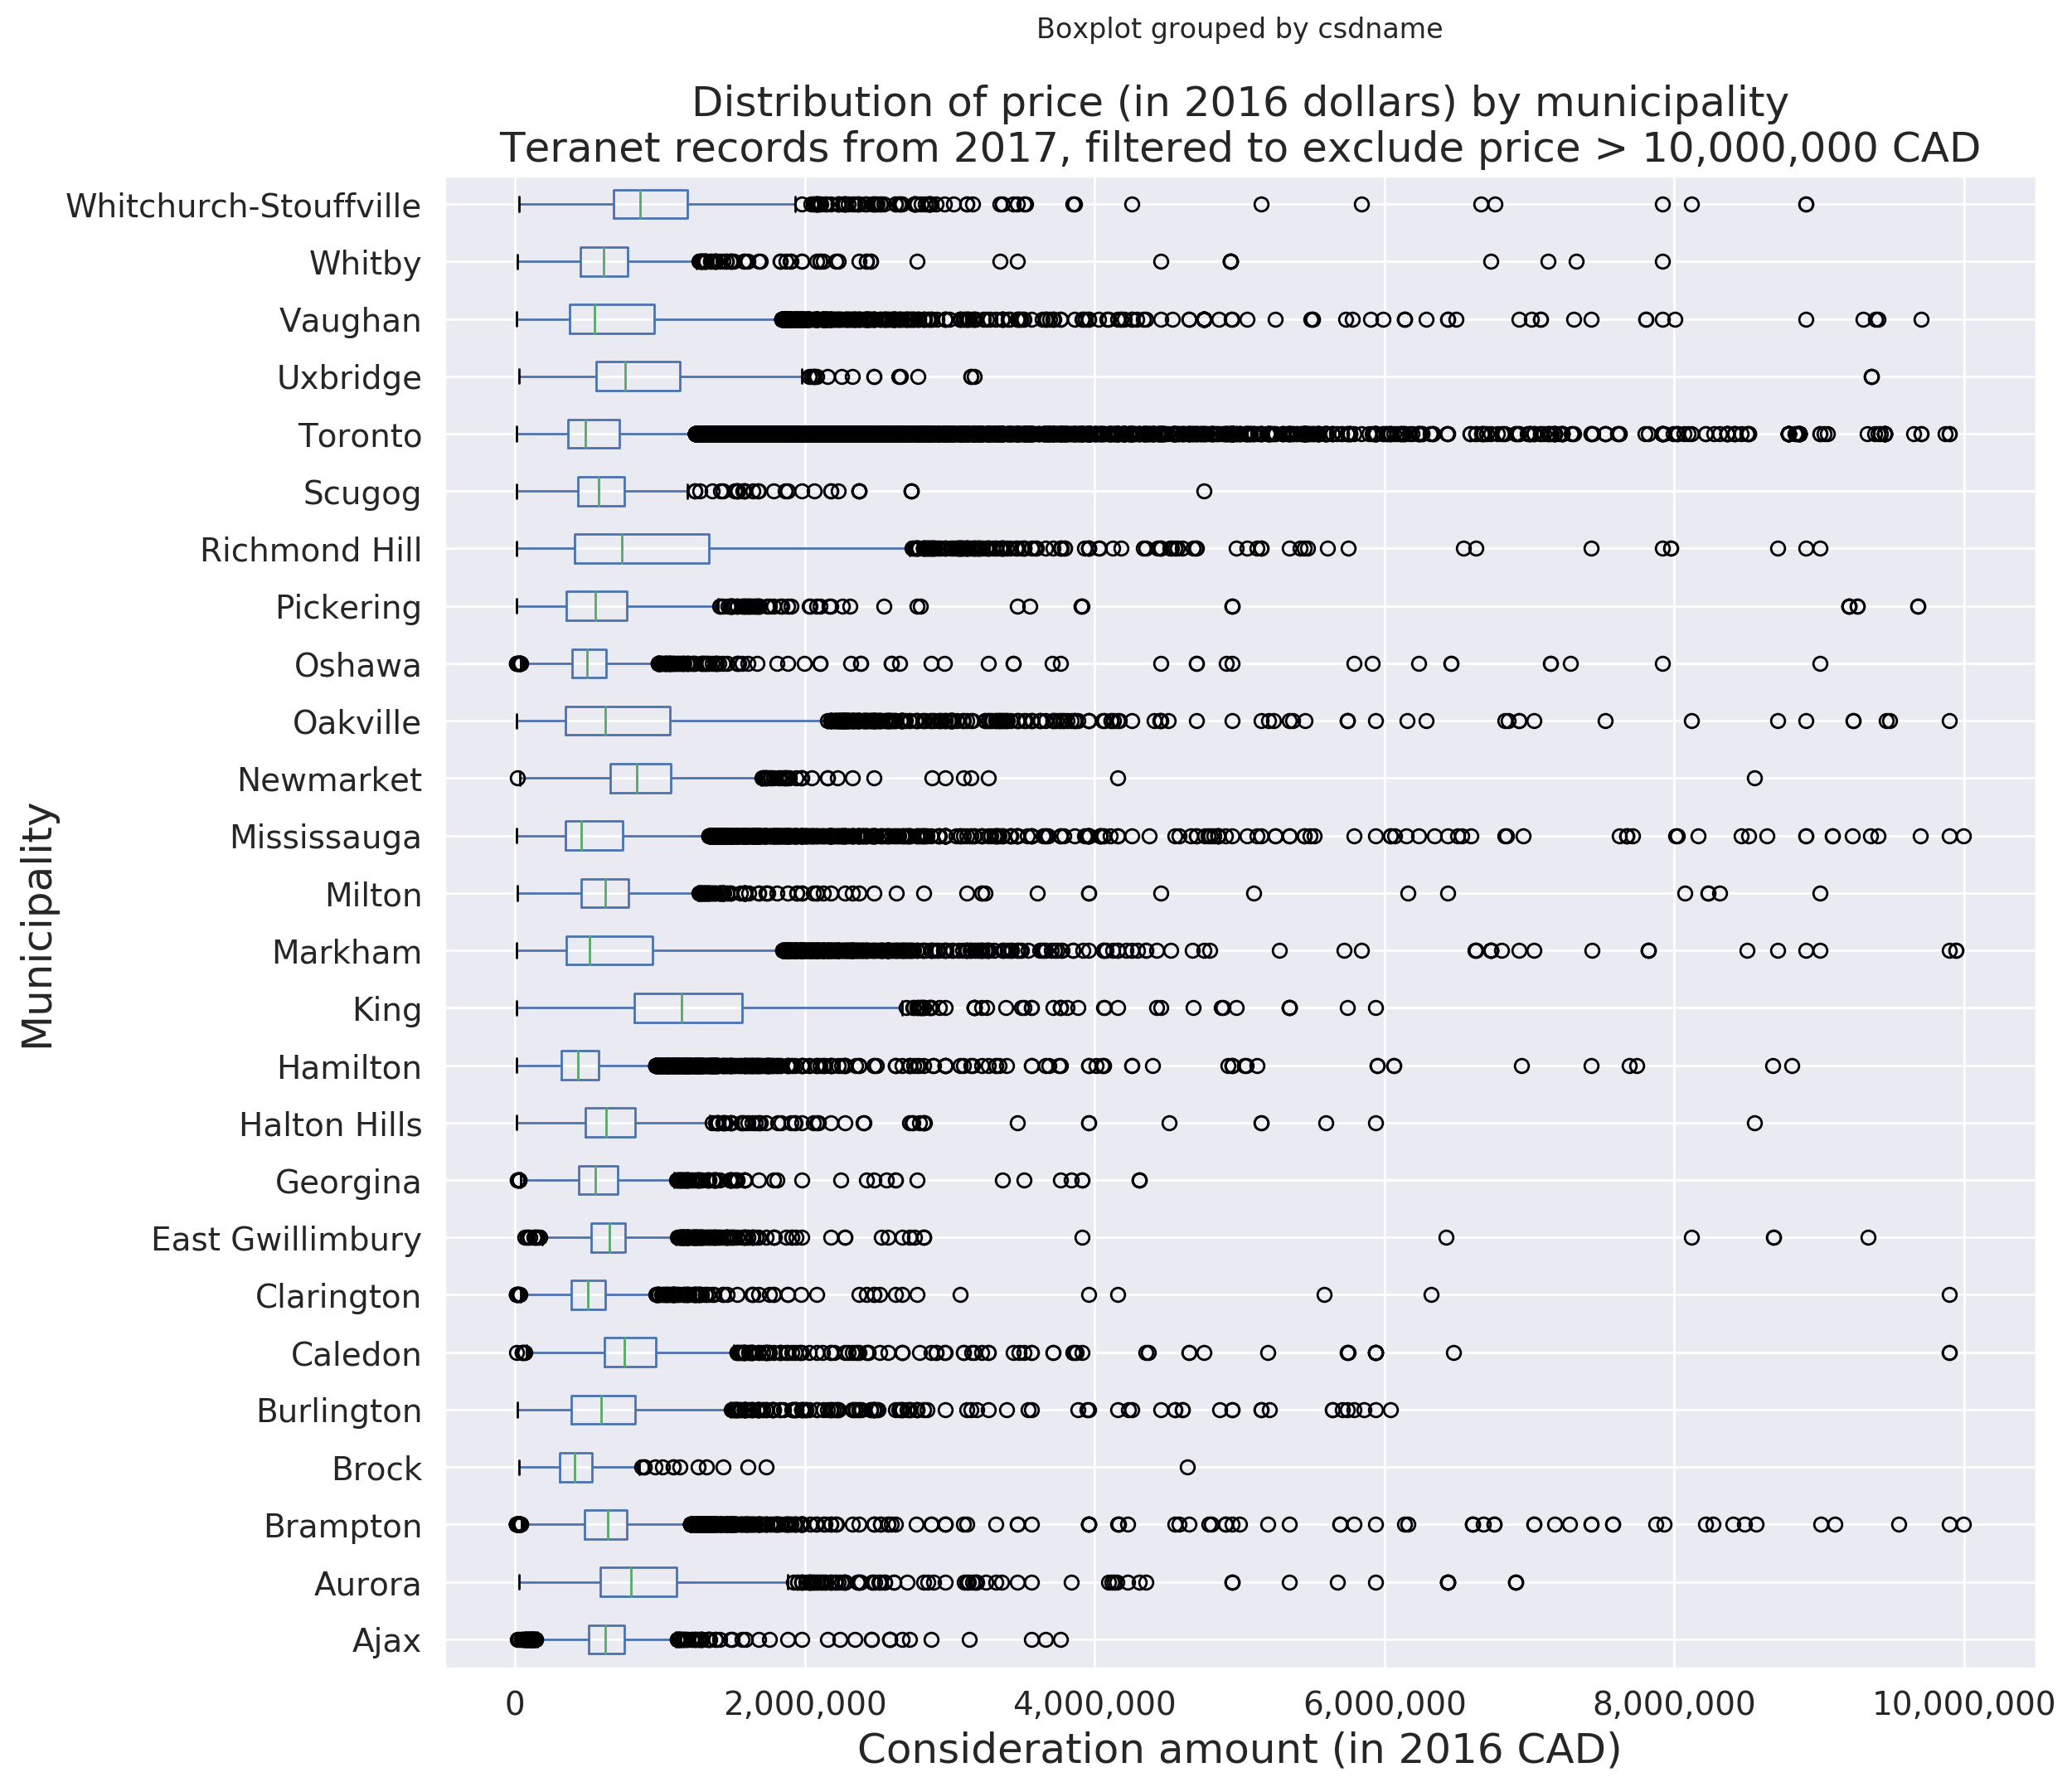 Boxplot grouped by csdname
Distribution of price (in 2016 dollars) by municipality
Teranet records from 2017, filtered to exclude price > 10,000,000 CAD
Municipality
Whitchurch-Stouffville
Whitby
Vaughan
Uxbridge
Toronto
Scugog
Richmond Hill
Pickering
Oshawa
Oakville
Newmarket
Mississauga
Milton
Markham
King
Hamilton
Halton Hills
Georgina
East Gwillimbury
Clarington
Caledon
Burlington
Brock
Brampton
Aurora
Ajax
0 2,000,000 4,000,000 6,000,000 8,000,000 10,000,000
Consideration amount (in 2016 CAD)